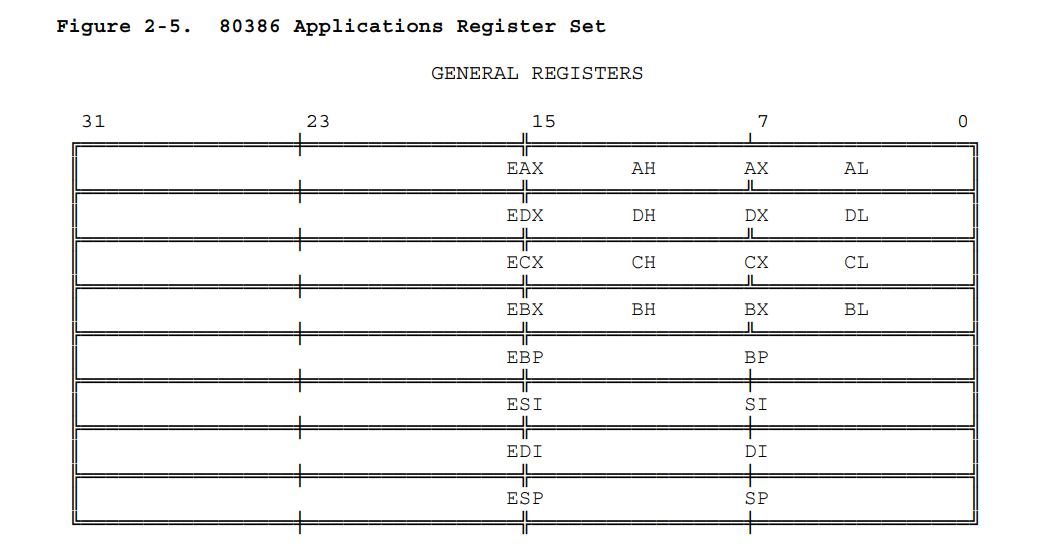 Figure 2-5. 80386 Applications Register Set
GENERAL REGISTERS
31 23 15 7 0
EAX AH AX AL
EDX DH DX DL
ECX CH CX CL
EBX BH BX BL
EBP BP
ESI SI
EDI DI
ESP SP